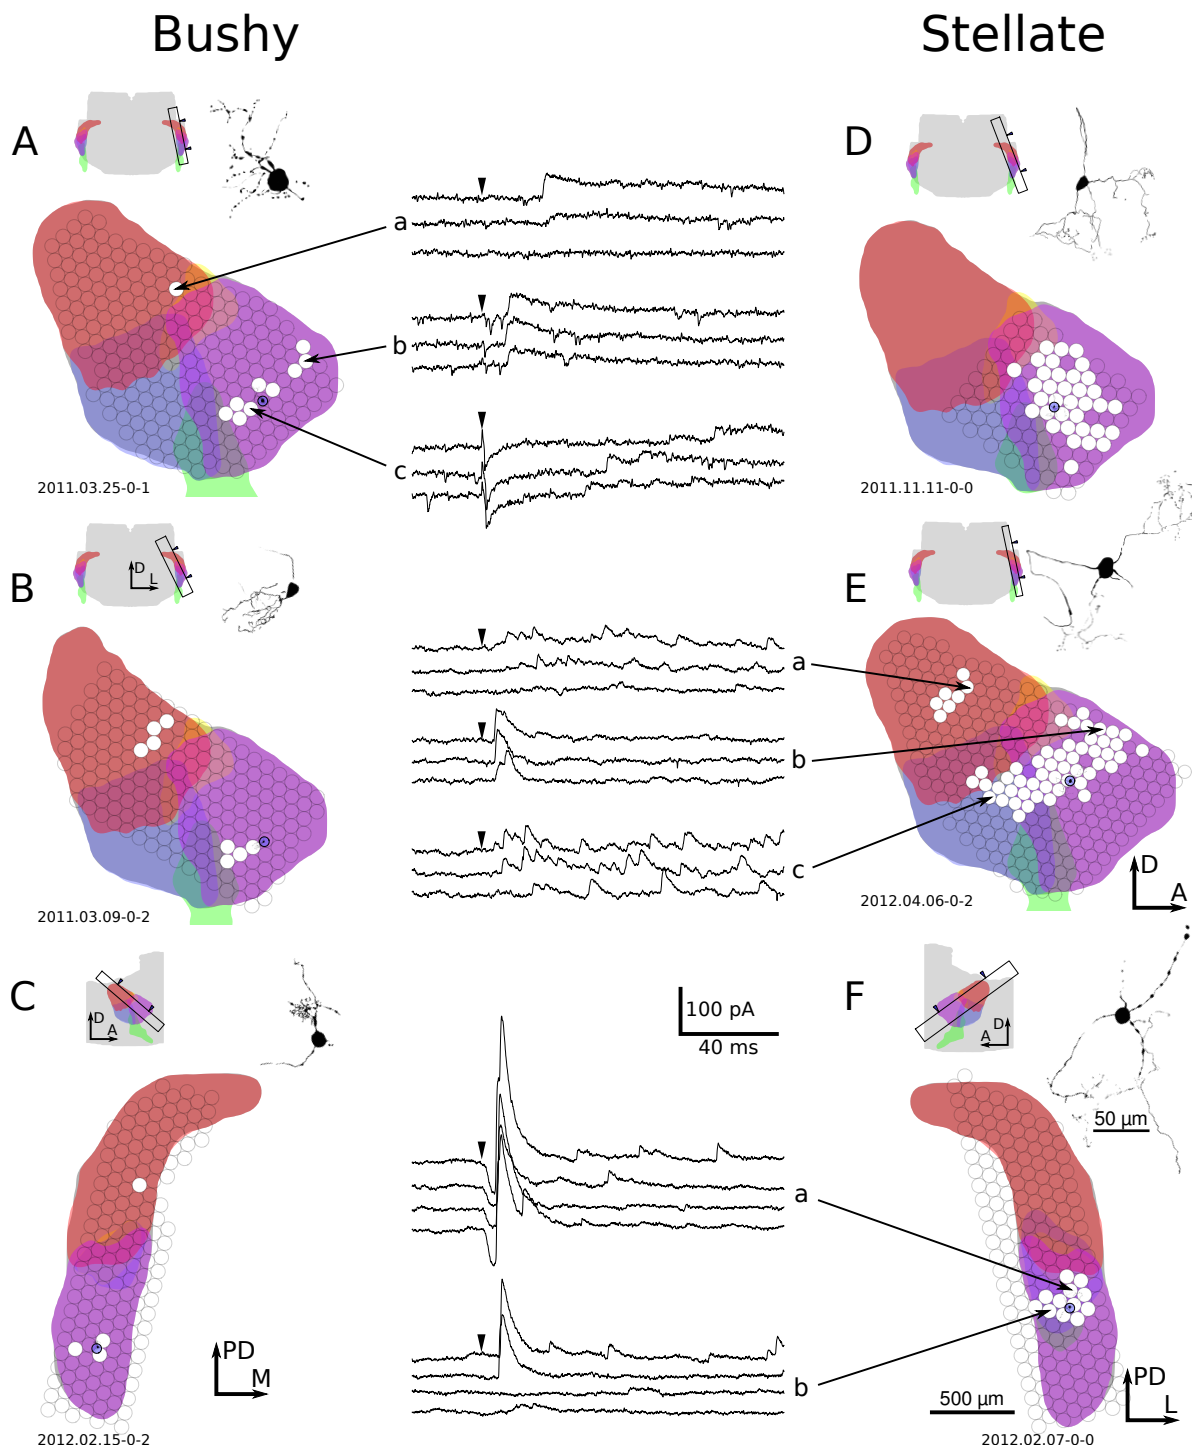 Bushy
Stellate
A
a
b
c
2011.03.25-0-1
D
2011.11.11-0-0
B
D
L
2011.03.09-0-2
E
a
b
c
2012.04.06-0-2
D
A
C
D
A
PD
M
2012.02.15-0-2
100 pA
40 ms
a
b
F
D
A
50 µm
500 µm
PD
L
2012.02.07-0-0